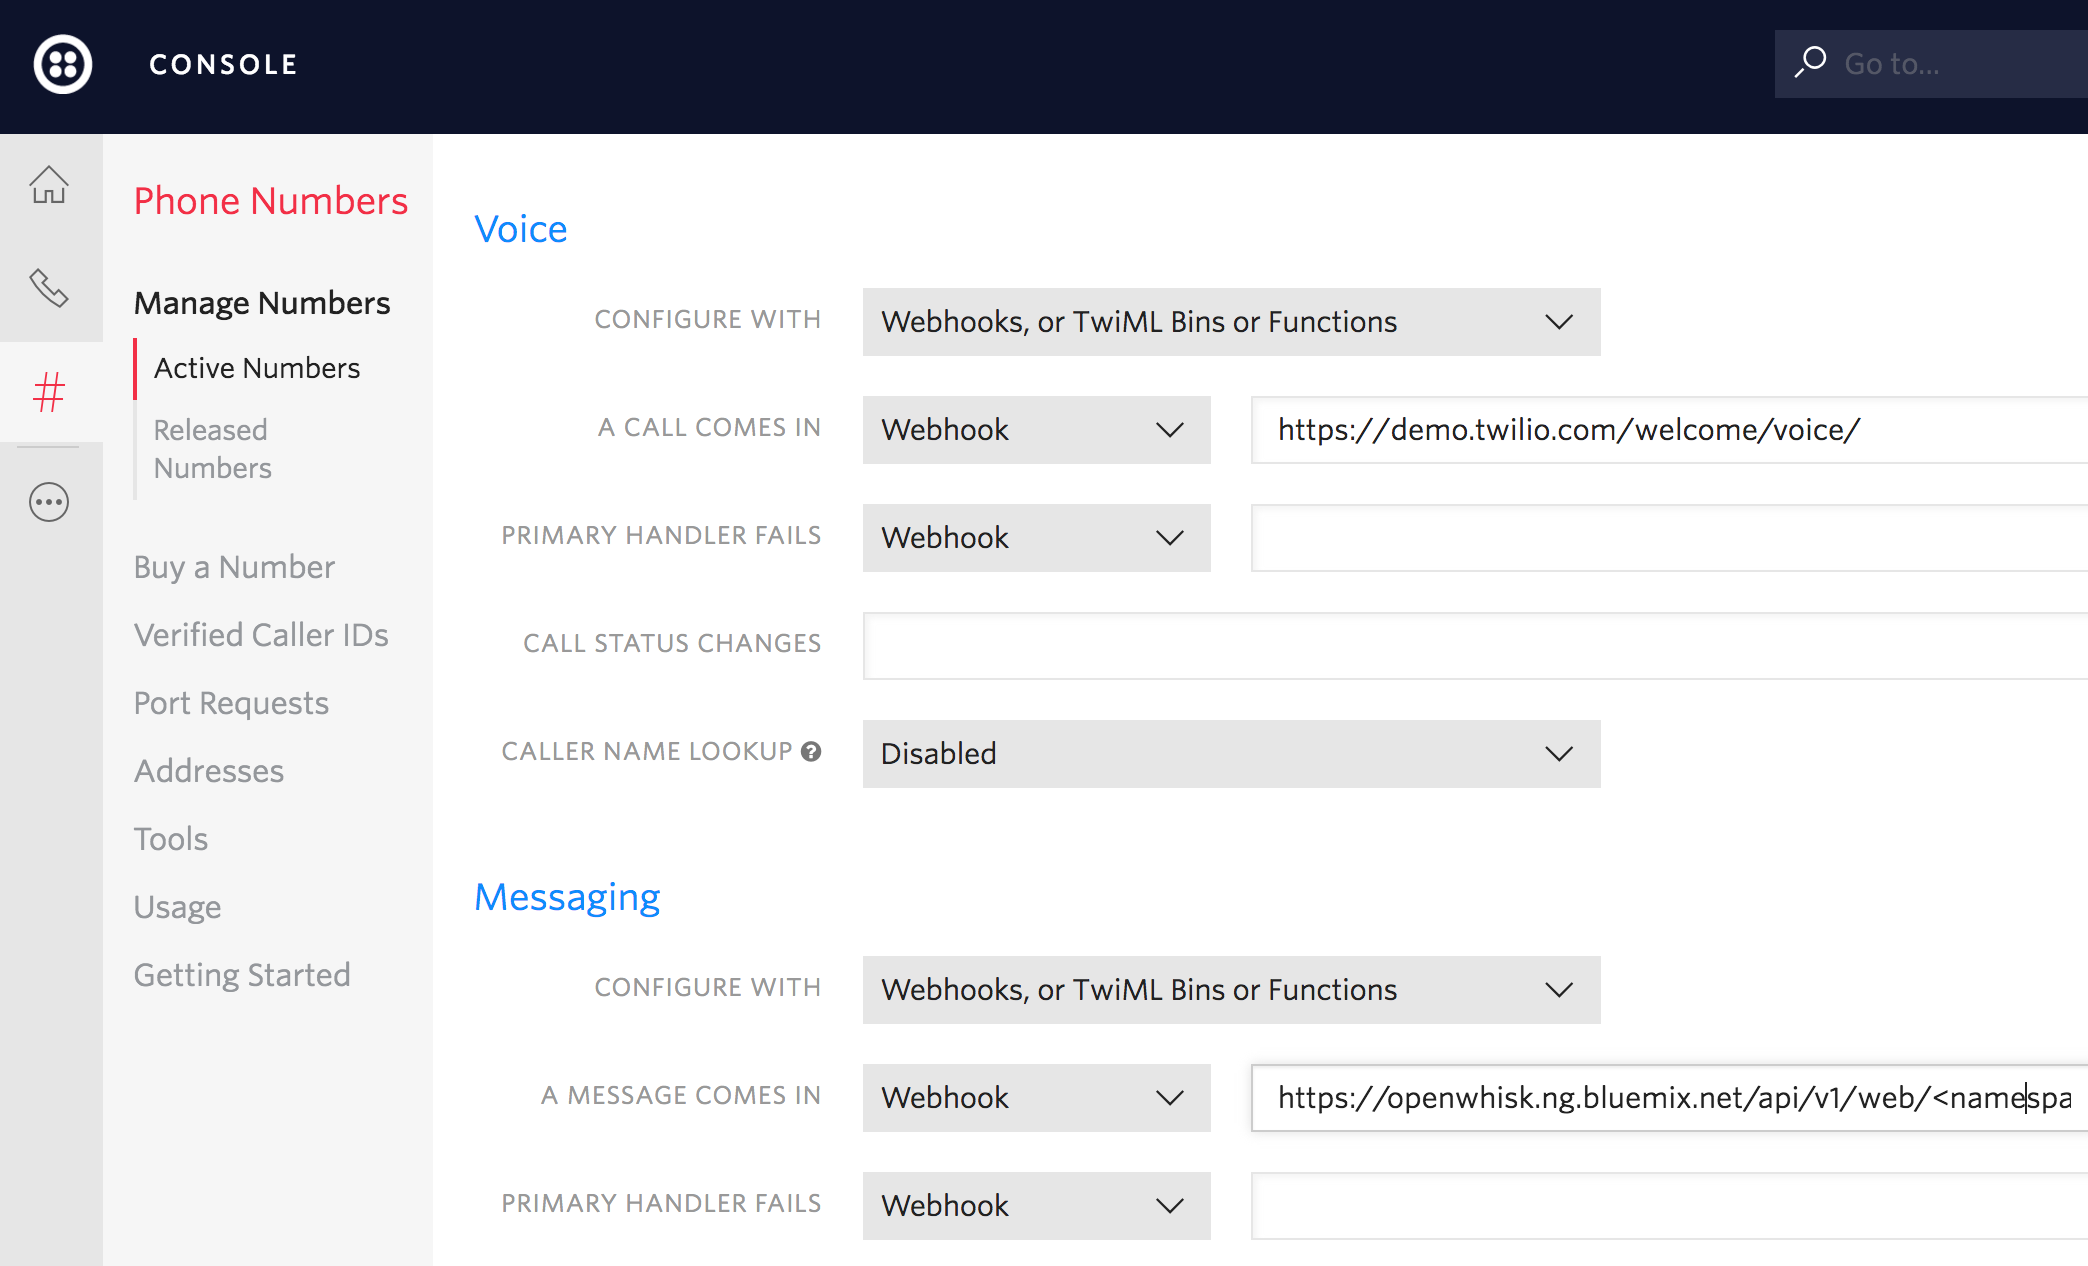 CONSOLE
Go to...
Phone Numbers
Manage Numbers
Active Numbers
Released
Numbers
Buy a Number
Verified Caller IDs
Port Requests
Addresses
Tools
Usage
Getting Started
Voice
CONFIGURE WITH
Webhooks, or TwiML Bins or Functions
A CALL COMES IN
Webhook
https://demo.twilio.com/welcome/voice/
PRIMARY HANDLER FAILS
Webhook
CALL STATUS CHANGES
CALLER NAME LOOKUP ?
Disabled
Messaging
CONFIGURE WITH
Webhooks, or TwiML Bins or Functions
A MESSAGE COMES IN
Webhook
https://openwhisk.ng.bluemix.net/api/v1/web/<namespa
PRIMARY HANDLER FAILS
Webhook